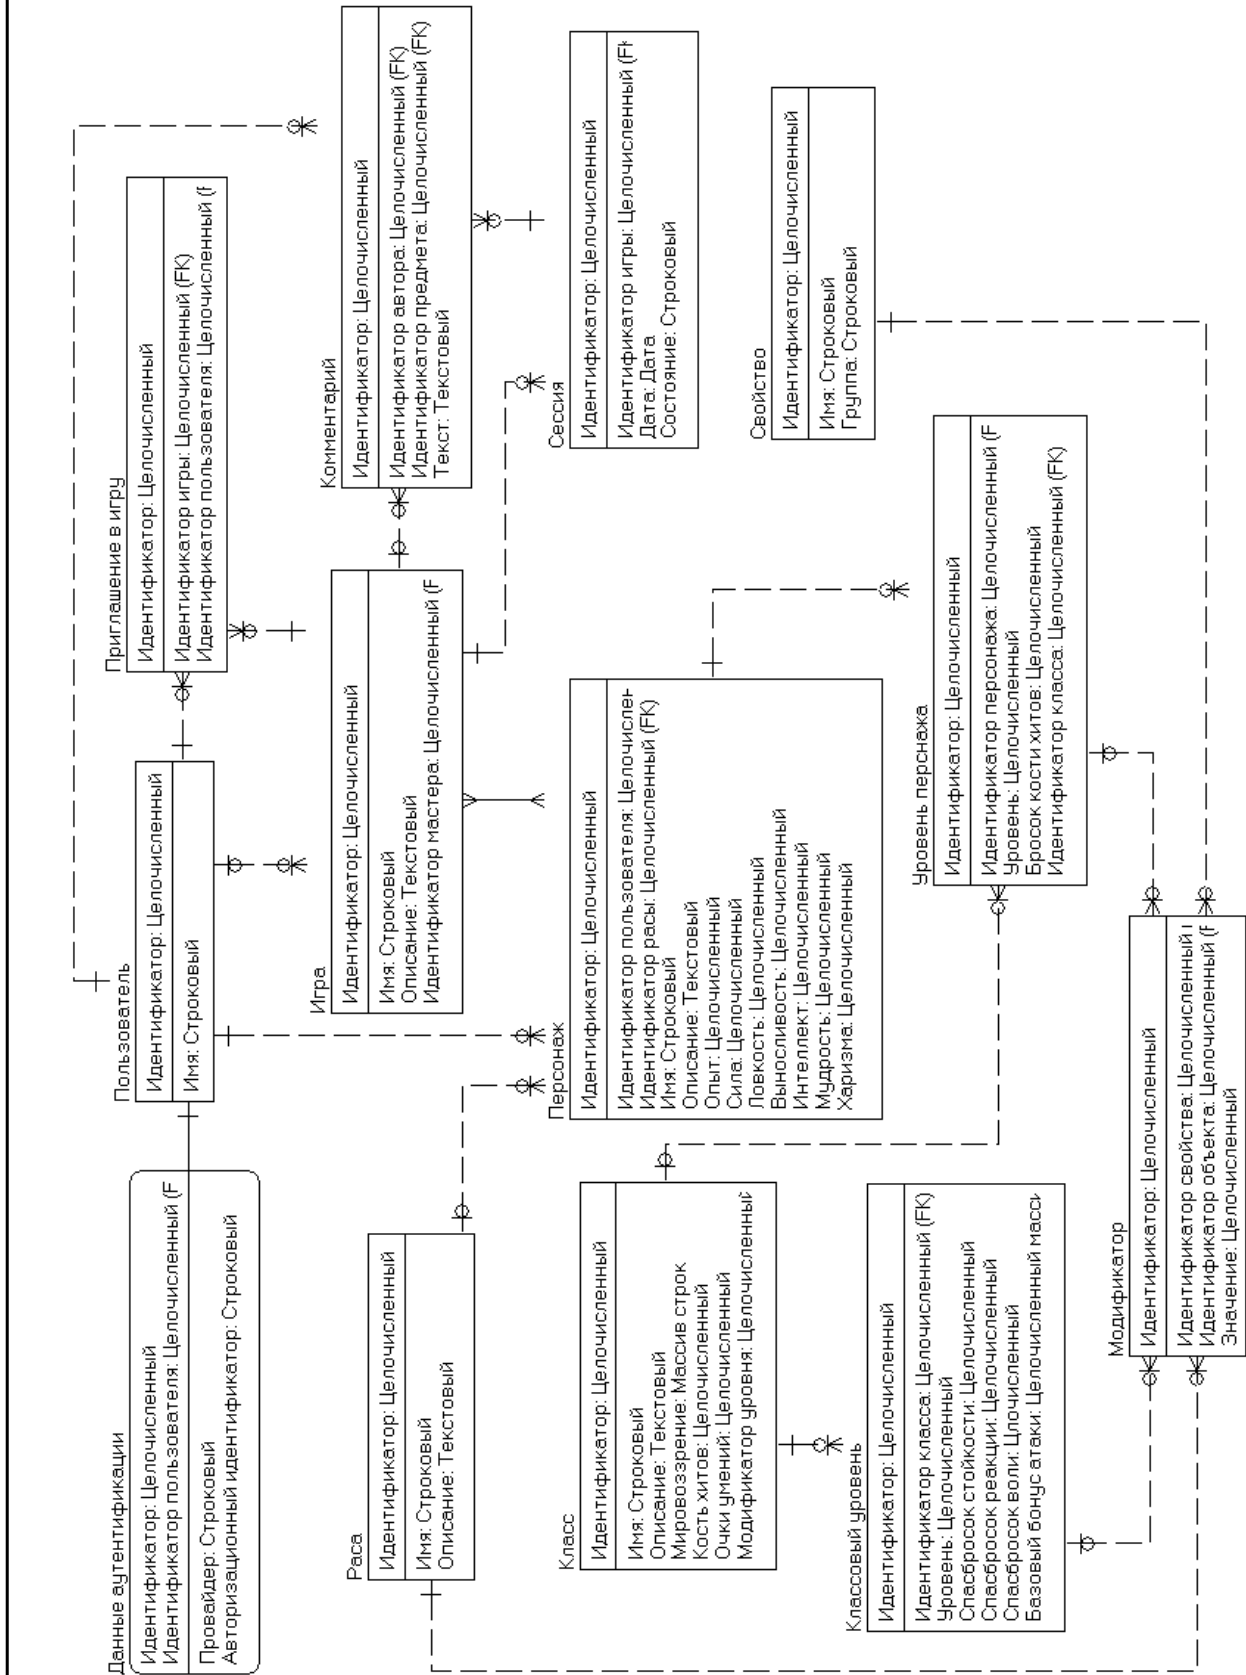 Данные аутентификации
Идентификатор: Целочисленный
Идентификатор пользователя: Целочисленный (F
Провайдер: Строковый
Авторизационный идентификатор: Строковый
Пользователь
Идентификатор: Целочисленный
Имя: Строковый
Приглашение в игру
Идентификатор: Целочисленный
Идентификатор игры: Целочисленный (FK)
Идентификатор пользователя: Целочисленный (F
Раса
Идентификатор: Целочисленный
Имя: Строковый
Описание: Текстовый
Игра
Идентификатор: Целочисленный
Имя: Строковый
Описание: Текстовый
Идентификатор мастера: Целочисленный (F
Комментарий
Идентификатор: Целочисленный
Идентификатор автора: Целочисленный (FK)
Идентификатор предмета: Целочисленный (FK)
Текст: Текстовый
Класс
Идентификатор: Целочисленный
Имя: Строковый
Описание: Текстовый
Мировоззрение: Массив строк
Кость хитов: Целочисленный
Очки умений: Целочисленный
Модификатор уровня: Целочисленный
Персонаж
Идентификатор: Целочисленный
Идентификатор пользователя: Целочислен
Идентификатор расы: Целочисленный (FK)
Имя: Строковый
Описание: Текстовый
Опыт: Целочисленный
Сила: Целочисленный
Ловкость: Целочисленный
Выносливость: Целочисленный
Интеллект: Целочисленный
Мудрость: Целочисленный
Харизма: Целочисленный
Сессия
Идентификатор: Целочисленный
Идентификатор игры: Целочисленный (FK
Дата: Дата
Состояние: Строковый
Свойство
Идентификатор: Целочисленный
Имя: Строковый
Группа: Строковый
Классовый уровень
Идентификатор: Целочисленный
Идентификатор класса: Целочисленный (FK)
Уровень: Целочисленный
Спасбросок стойкости: Целочисленный
Спасбросок реакции: Целочисленный
Спасбросок воли: Цлочисленный
Базовый бонус атаки: Целочисленный масси
Уровень перснажа
Идентификатор: Целочисленный
Идентификатор персонажа: Целочисленный (F
Уровень: Целочисленный
Бросок кости хитов: Целочисленный
Идентификатор класса: Целочисленный (FK)
Модификатор
Идентификатор: Целочисленный
Идентификатор свойства: Целочисленный (
Идентификатор объекта: Целочисленный (F
Значение: Целочисленный